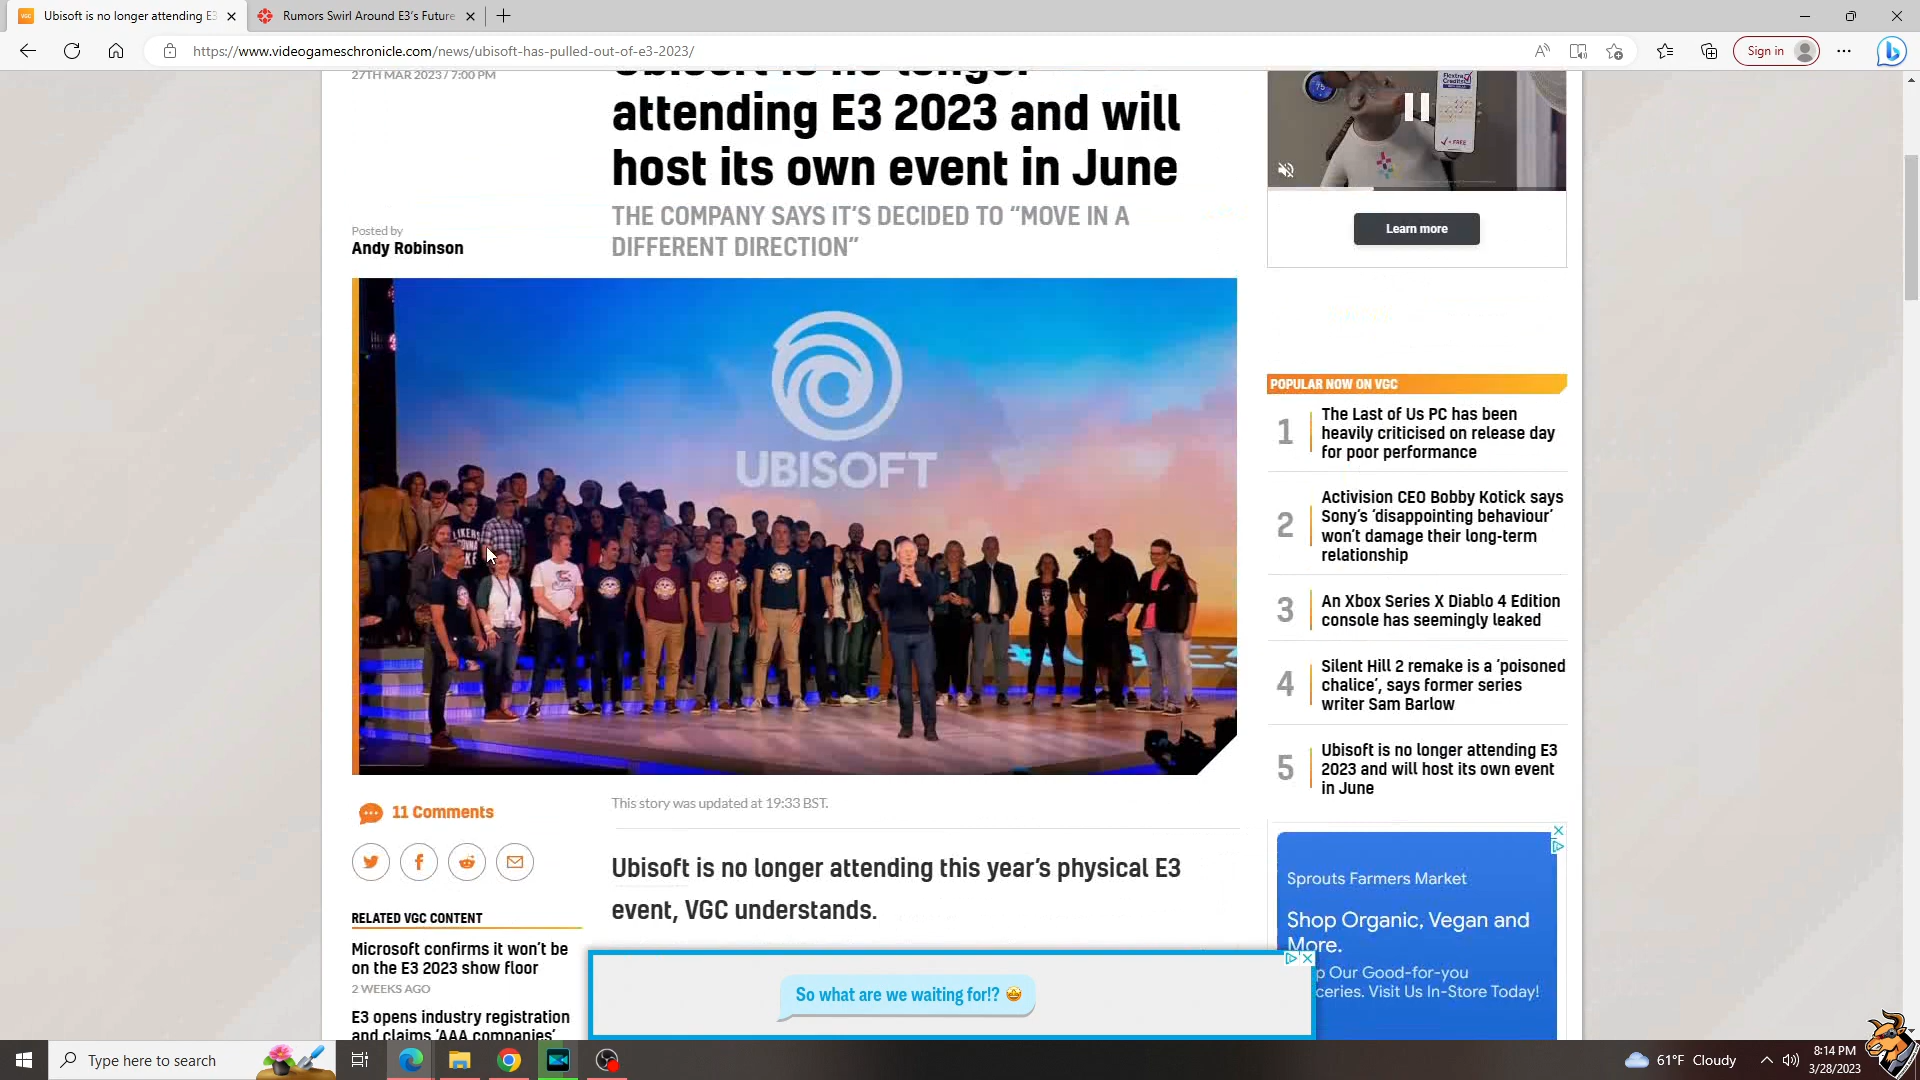 Ubisoft is no longer attending E3
Rumors Swirl Around E3's Future
https://www.videogameschronicle.com/news/ubisoft-has-pulled-out-of-e3-2023/
Sign in
27TH MAR 2023 / 7:00 PM
Ubisoft is no longer
attending E3 2023 and will
host its own event in June
THE COMPANY SAYS IT'S DECIDED TO “MOVE IN A
DIFFERENT DIRECTION”
Posted by
Andy Robinson
UBISOFT
11 Comments
This story was updated at 19:33 BST.
Ubisoft is no longer attending this year's physical E3
event, VGC understands.
RELATED VGC CONTENT
Microsoft confirms it won't be
on the E3 2023 show floor
2 WEEKS AGO
E3 opens industry registration
and claims ‘AAA companies’
So what are we waiting for!? 🤩
+ FREE
Learn more
POPULAR NOW ON VGC
1
The Last of Us PC has been
heavily criticised on release day
for poor performance
2
Activision CEO Bobby Kotick says
Sony's ‘disappointing behaviour’
won't damage their long-term
relationship
3
An Xbox Series X Diablo 4 Edition
console has seemingly leaked
4
Silent Hill 2 remake is a ‘poisoned
chalice’, says former series
writer Sam Barlow
5
Ubisoft is no longer attending E3
2023 and will host its own event
in June
Sprouts Farmers Market
Shop Organic, Vegan and
More.
p Our Good-for-you
ceries. Visit Us In-Store Today!
Type here to search
61°F Cloudy
8:14 PM
3/28/2023